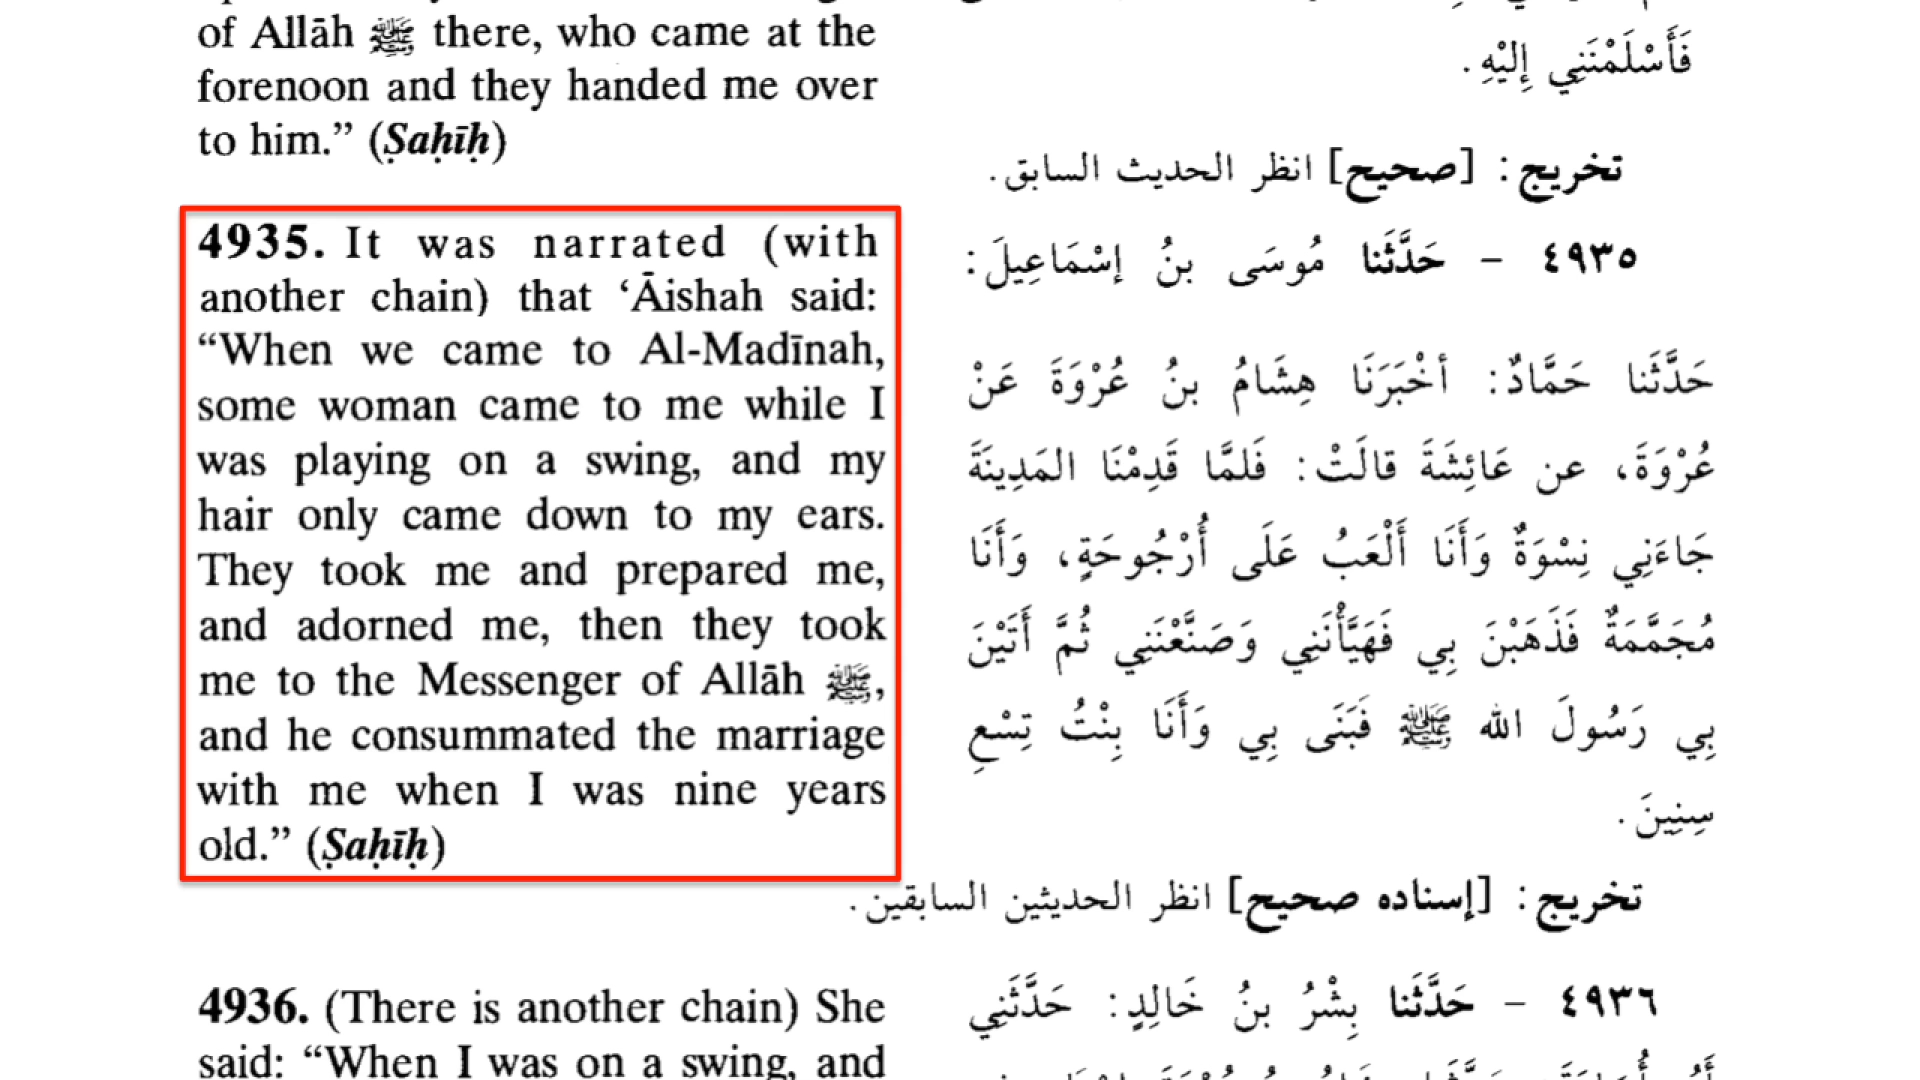 of Allāh ﷺ there, who came at the
forenoon and they handed me over
to him.” (Ṣaḥīḥ)
4935. It was narrated (with
another chain) that ‘Āishah said:
“When we came to Al-Madīnah,
some woman came to me while I
was playing on a swing, and my
hair only came down to my ears.
They took me and prepared me,
and adorned me, then they took
me to the Messenger of Allāh ﷺ,
and he consummated the marriage
with me when I was nine years
old.” (Ṣaḥīḥ)
4936. (There is another chain) She
said: “When I was on a swing, and
فَأَسْلَمْنَنِي إِلَيْهِ .
تخريج : [صحيح] انظر الحديث السابق .
٤٩٣٥ - حَدَّثَنا مُوسَى بنُ إسْمَاعِيلَ :
حَدَّثَنا حَمَّادٌ : أخْبَرَنَا هِشَامُ بنُ عُرْوَةَ عَنْ
عُرْوَةَ، عن عَائِشَةَ قالَتْ : فَلمَّا قَدِمْنَا المَدِينَةَ
جَاءَنِي نِسْوَةٌ وَأَنَا أَلْعَبُ عَلَى أُرْجُوحَةٍ، وَأَنَا
مُجَمَّمَةٌ فَذَهَبْنَ بِي فَهَيَّأْنَنِي وَصَنَّعْنَنِي ثُمَّ أَتَيْنَ
بِي رَسُولَ الله ﷺ فَبَنَى بِي وَأَنَا بِنْتُ تِسْعِ
سِنِينَ .
تخريج : [إسناده صحيح] انظر الحديثين السابقين .
٤٩٣٦ - حَدَّثَنا بِشْرُ بنُ خَالِدٍ : حَدَّثَنِي